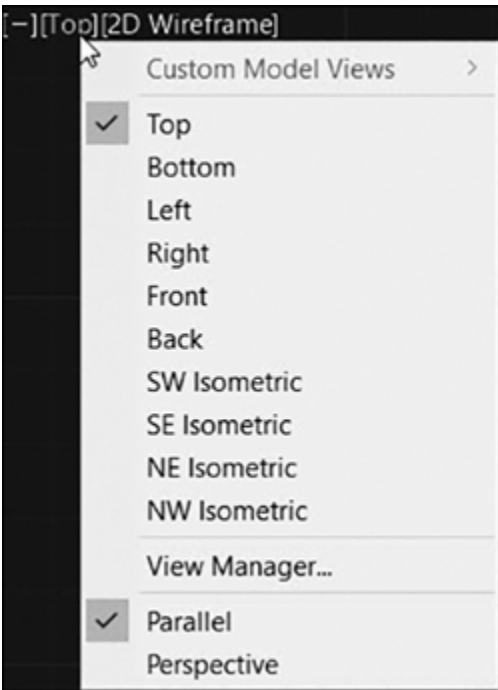 [−][Top][2D Wireframe]
Custom Model Views >
Top
Bottom
Left
Right
Front
Back
SW Isometric
SE Isometric
NE Isometric
NW Isometric
View Manager...
Parallel
Perspective